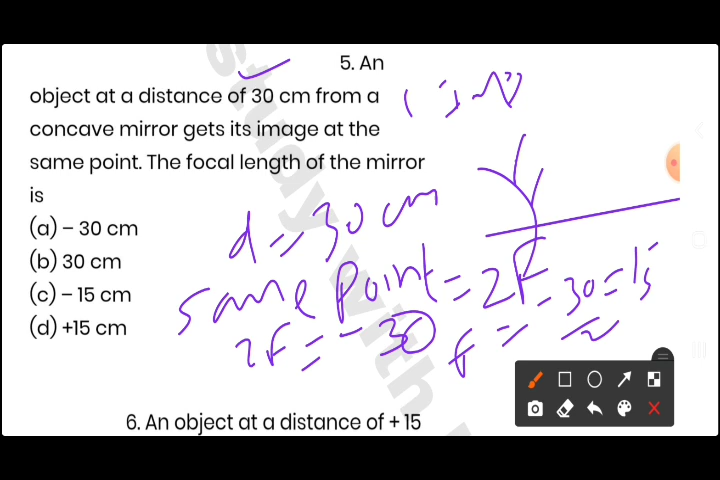 5. An
object at a distance of 30 cm from a
concave mirror gets its image at the
same point. The focal length of the mirror
is
(a) – 30 cm
(b) 30 cm
(c) – 15 cm
(d) +15 cm
d = 30 cm
same point = 2F
2F = - 30
f = - 30 = 15
2
6. An object at a distance of + 15
study with